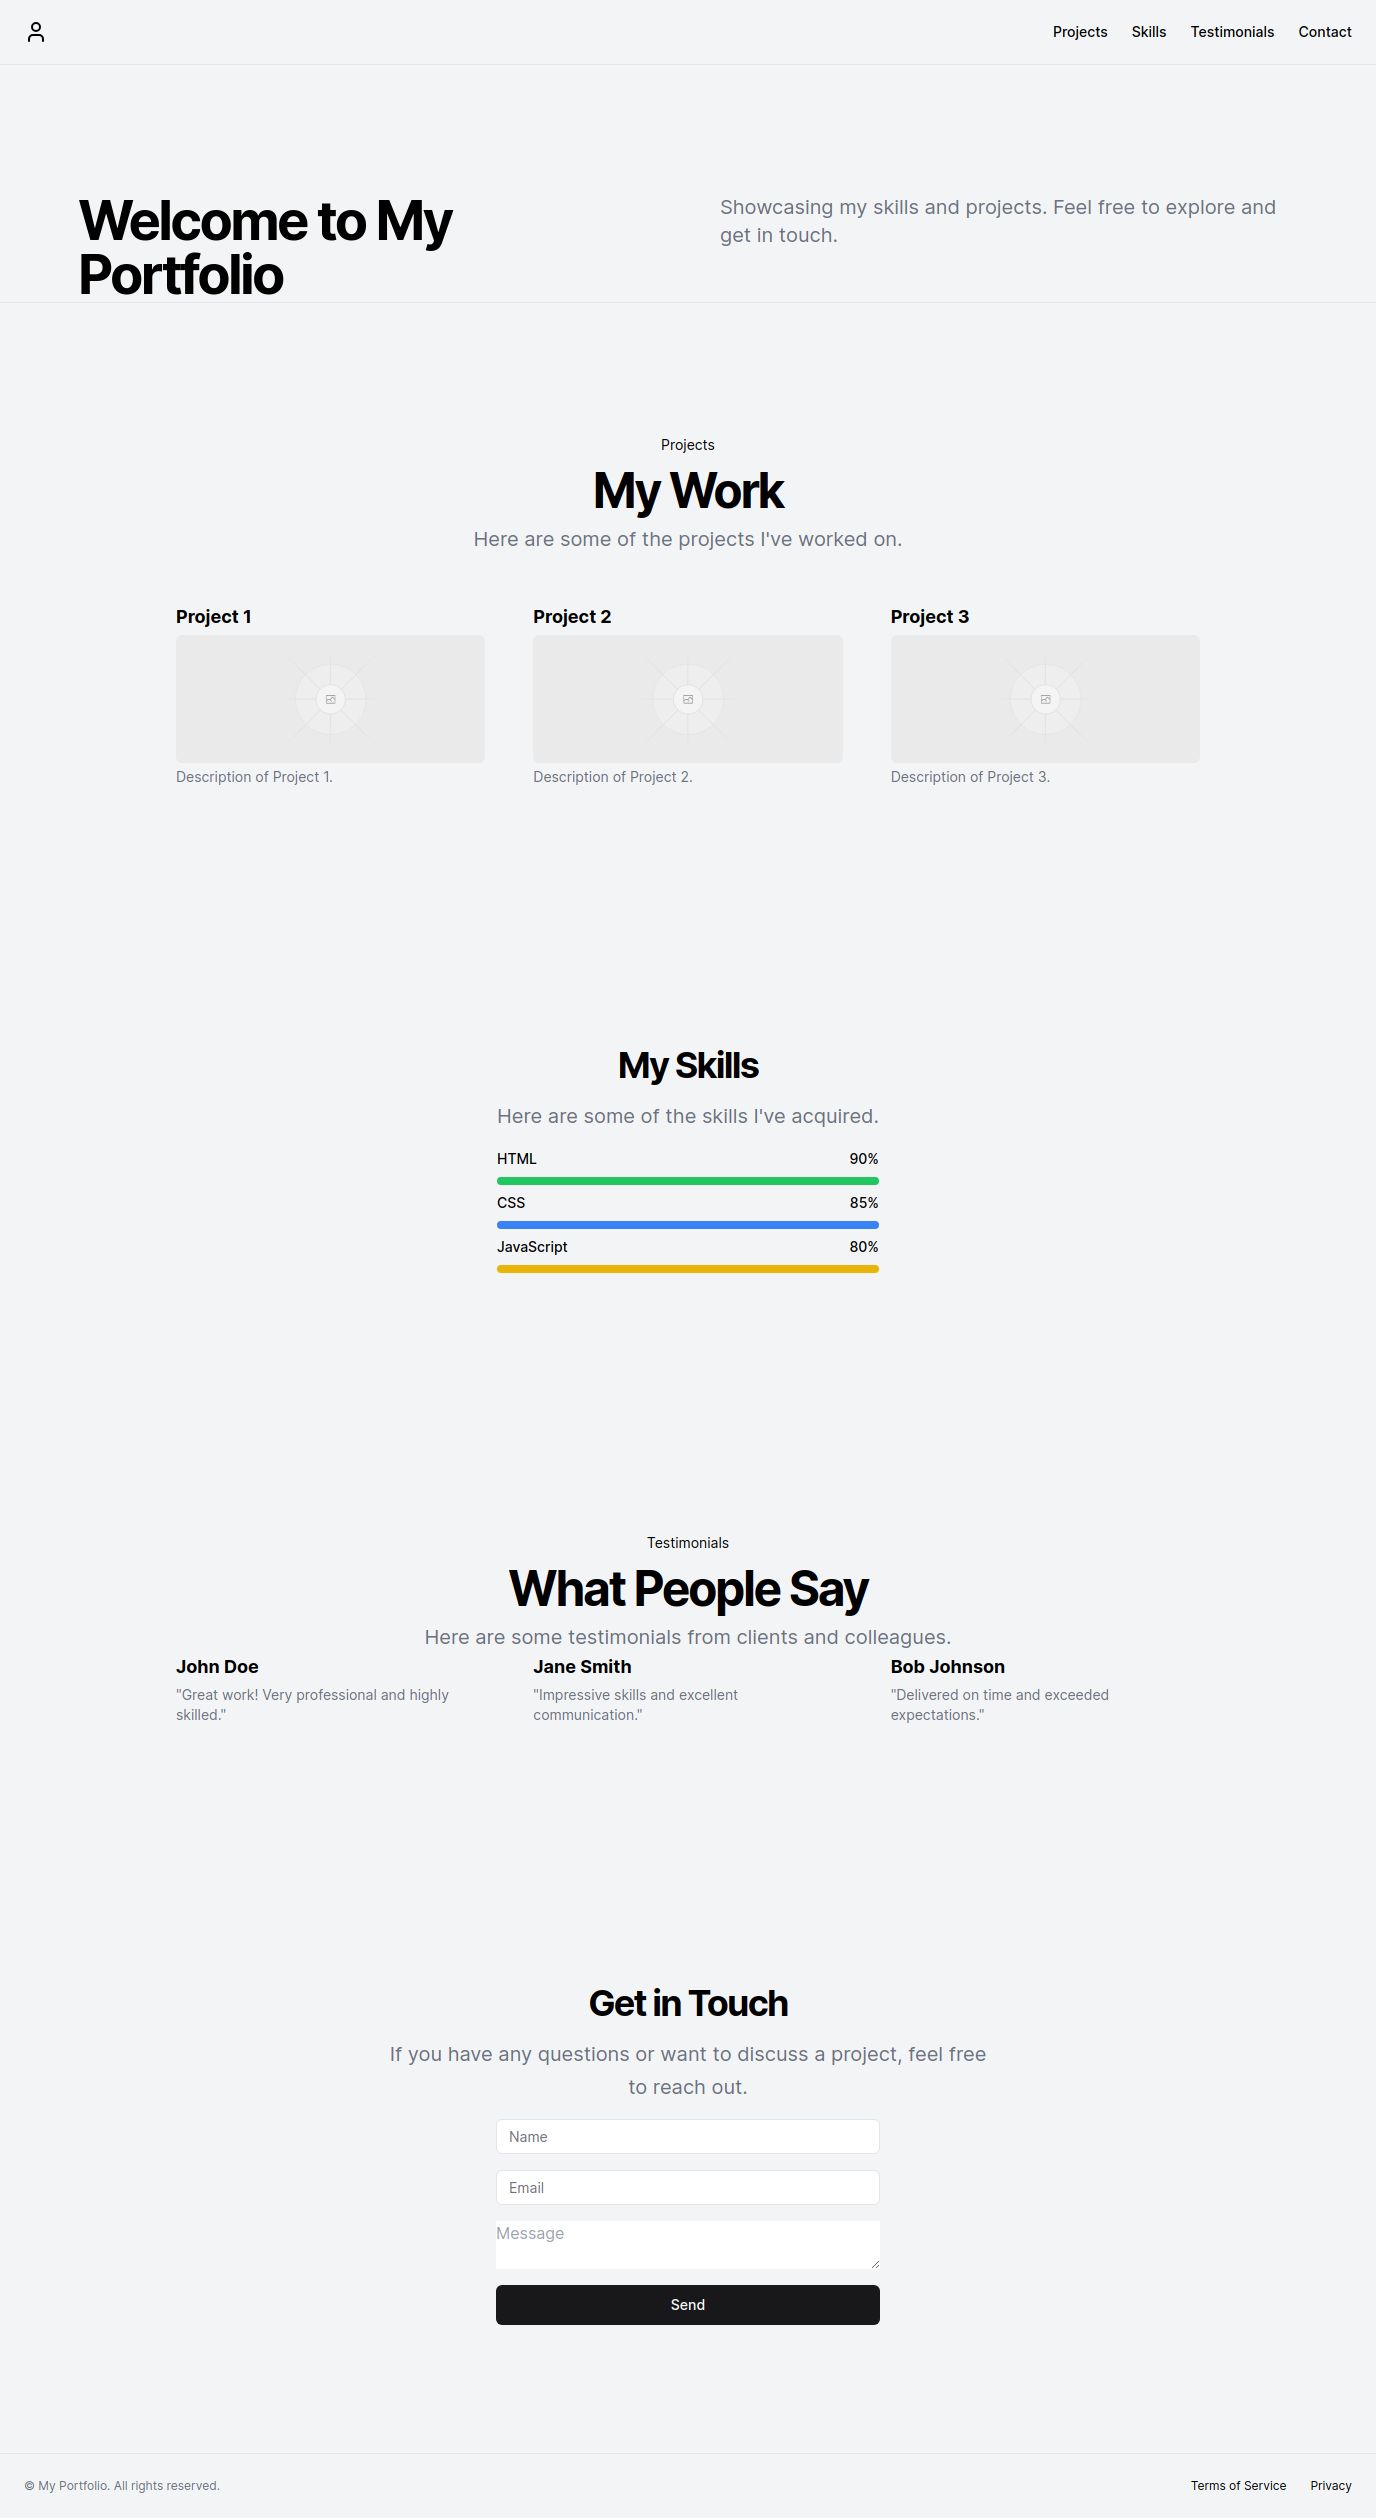 Projects Skills Testimonials Contact
Welcome to My
Portfolio
Showcasing my skills and projects. Feel free to explore and
get in touch.
Projects
My Work
Here are some of the projects I've worked on.
Project 1
Description of Project 1.
Project 2
Description of Project 2.
Project 3
Description of Project 3.
My Skills
Here are some of the skills I've acquired.
HTML 90%
CSS 85%
JavaScript 80%
Testimonials
What People Say
Here are some testimonials from clients and colleagues.
John Doe
"Great work! Very professional and highly
skilled."
Jane Smith
"Impressive skills and excellent
communication."
Bob Johnson
"Delivered on time and exceeded
expectations."
Get in Touch
If you have any questions or want to discuss a project, feel free
to reach out.
Name
Email
Message
Send
© My Portfolio. All rights reserved.
Terms of Service Privacy